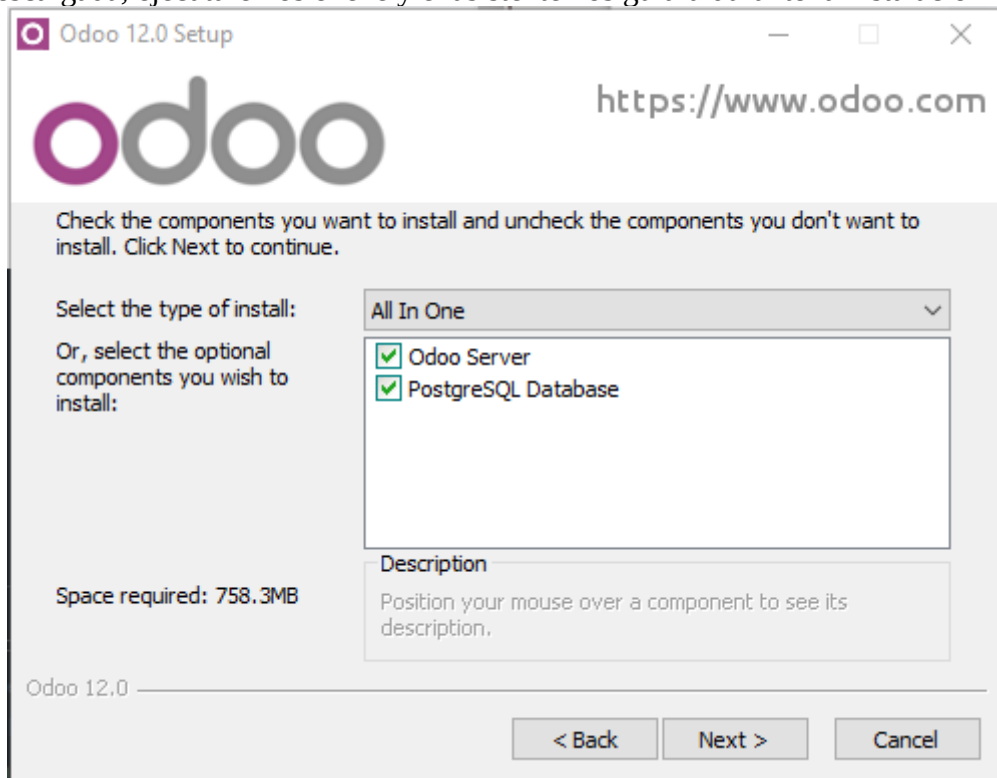 Odoo 12.0 Setup
odoo
https://www.odoo.com
Check the components you want to install and uncheck the components you don't want to
install. Click Next to continue.
Select the type of install:
All In One
Or, select the optional
components you wish to
install:
Odoo Server
PostgreSQL Database
Space required: 758.3MB
Description
Position your mouse over a component to see its
description.
Odoo 12.0
< Back
Next >
Cancel